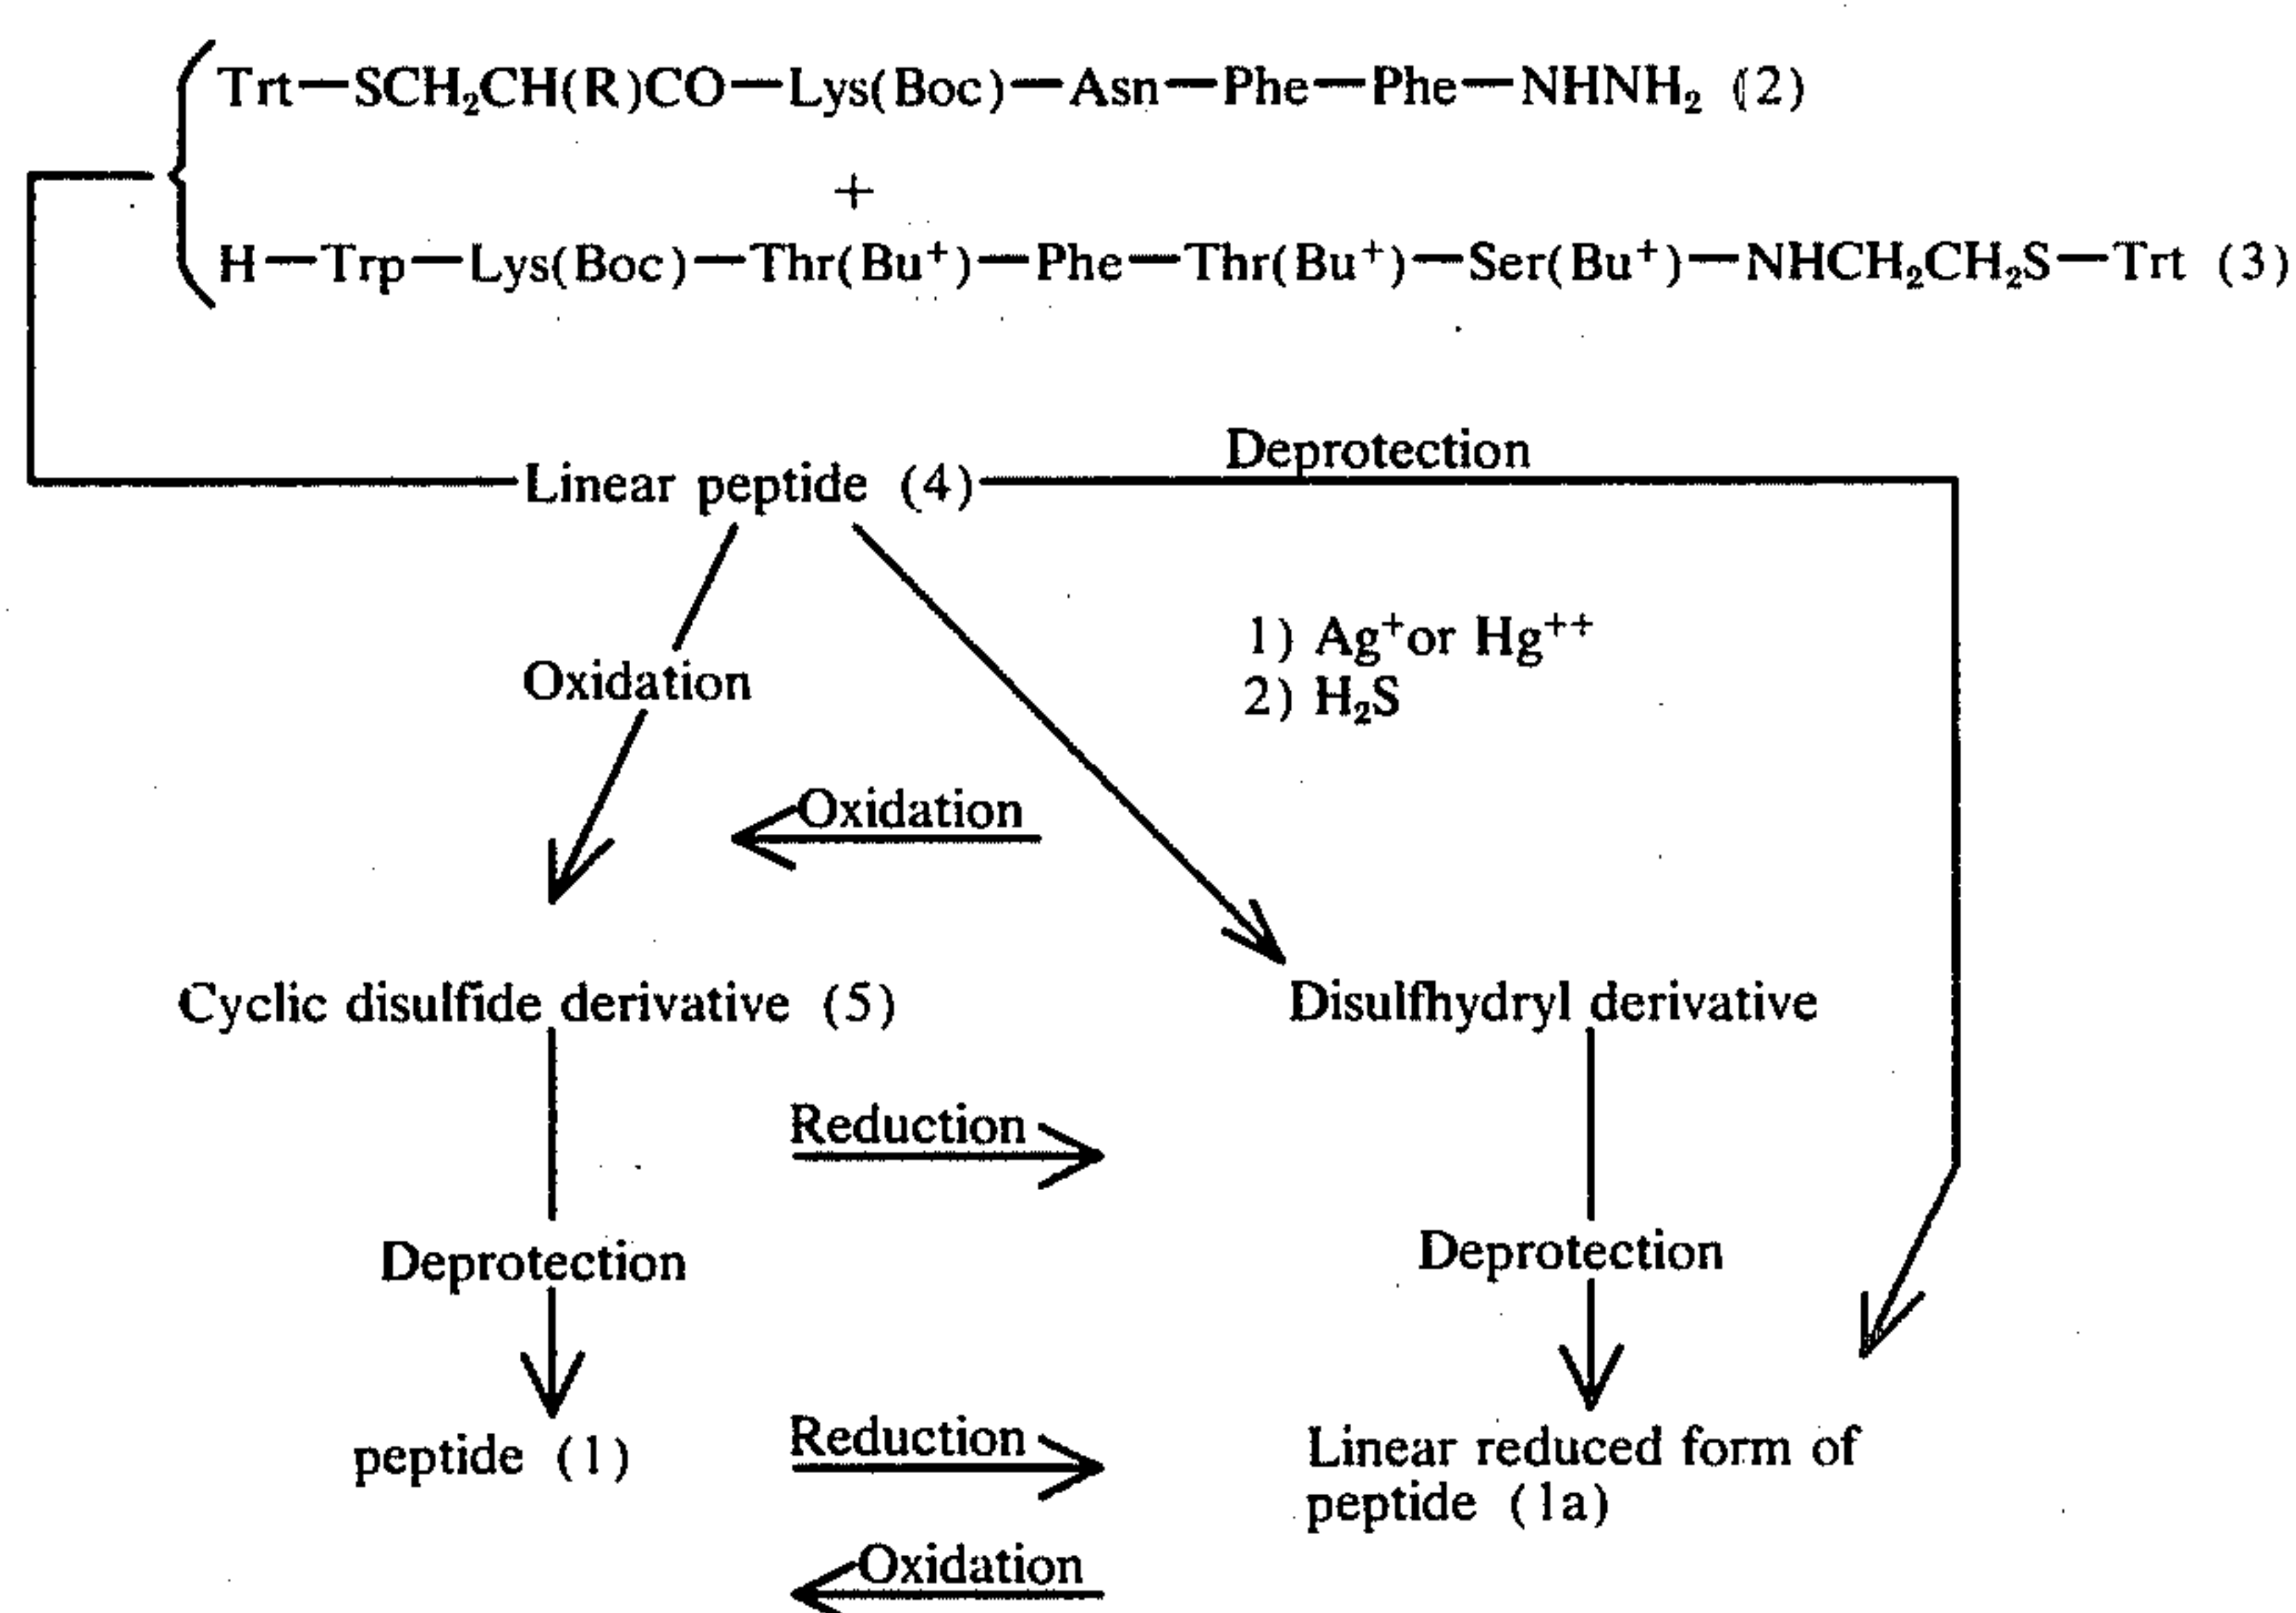 Trt—SCH₂CH(R)CO—Lys(Boc)—Asn—Phe—Phe—NHNH₂ (2)
+
H—Trp—Lys(Boc)—Thr(Bu⁺)—Phe—Thr(Bu⁺)—Ser(Bu⁺)—NHCH₂CH₂S—Trt (3)
Deprotection
Linear peptide (4)
1) Ag⁺or Hg⁺⁺
2) H₂S
Oxidation
Oxidation
Cyclic disulfide derivative (5)
Disulfhydryl derivative
Reduction
Deprotection
Deprotection
Reduction
peptide (1)
Linear reduced form of
peptide (1a)
Oxidation